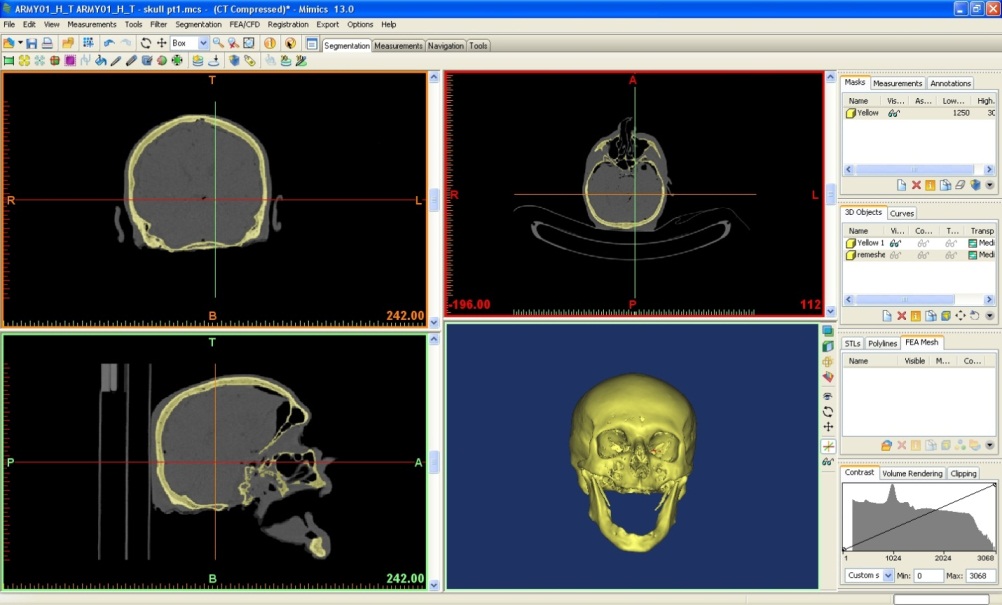 ARMY01_H_T ARMY01_H_T - skull pt1.mcs - (CT Compressed)* - Mimics 13.0
File Edit View Measurements Tools Filter Segmentation FEA/CFD Registration Export Options Help
Box
Segmentation Measurements Navigation Tools
T
R L
B
242.00
A
R L
-196.00 P 112
T
P A
B
242.00
Masks Measurements Annotations
Name Vis... As... Low... High.
Yellow 1250 30
3D Objects Curves
Name Vi... Co... T... Transp
Yellow 1 Medi
remeshe Medi
STLs Polylines FEA Mesh
Name Visible M... Co...
Contrast Volume Rendering Clipping
1 1024 2024 3068
Custom s Min: 0 Max: 3068